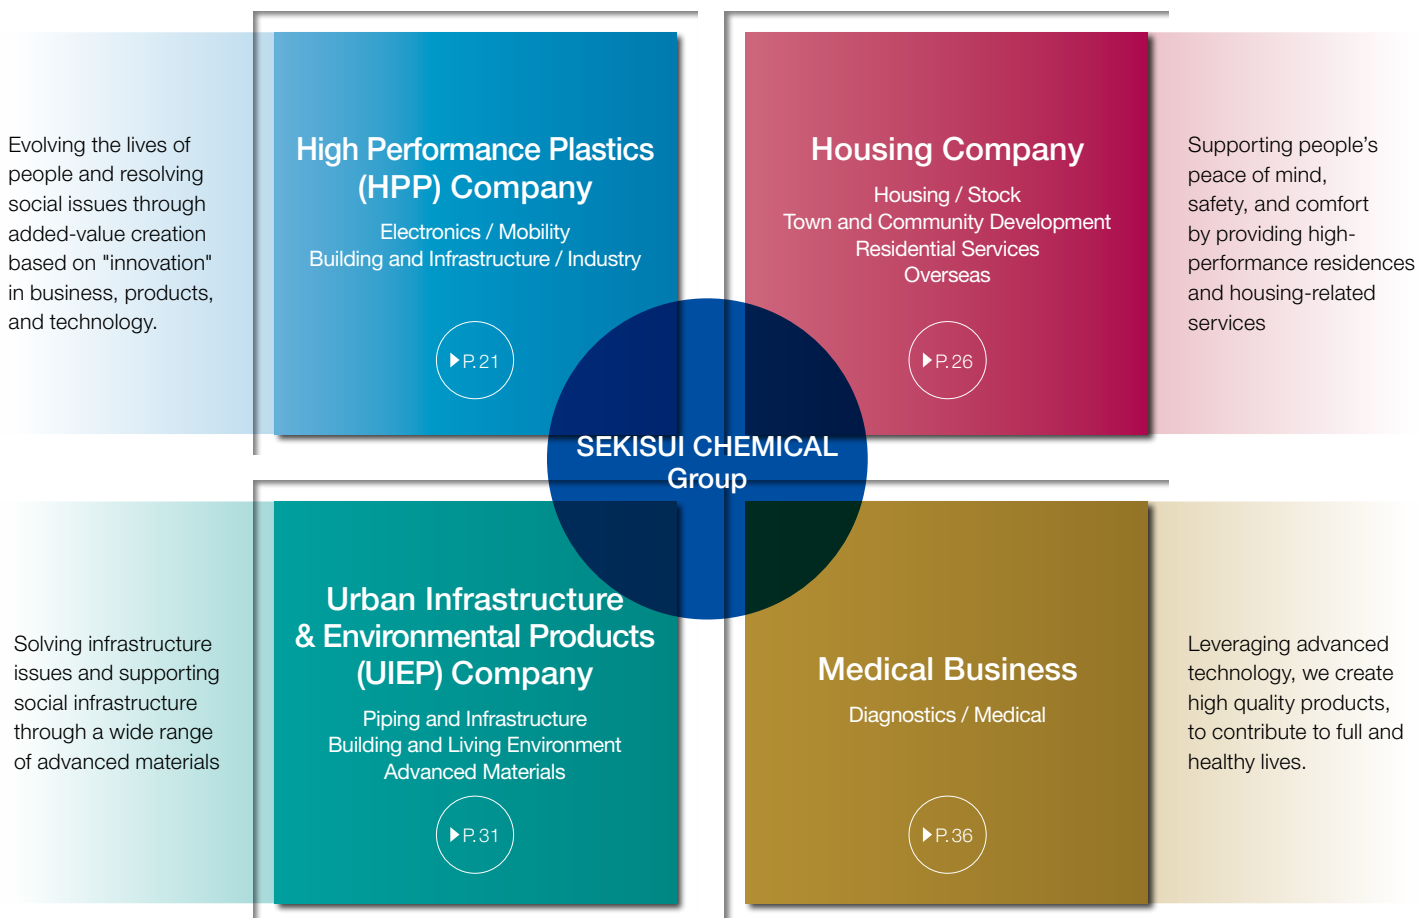 Evolving the lives of
people and resolving
social issues through
added-value creation
based on "innovation"
in business, products,
and technology.
High Performance Plastics
(HPP) Company
Electronics / Mobility
Building and Infrastructure / Industry
P.21
Housing Company
Housing / Stock
Town and Community Development
Residential Services
Overseas
P.26
Supporting people’s
peace of mind,
safety, and comfort
by providing high-
performance residences
and housing-related
services
SEKISUI CHEMICAL
Group
Solving infrastructure
issues and supporting
social infrastructure
through a wide range
of advanced materials
Urban Infrastructure
& Environmental Products
(UIEP) Company
Piping and Infrastructure
Building and Living Environment
Advanced Materials
P.31
Medical Business
Diagnostics / Medical
P.36
Leveraging advanced
technology, we create
high quality products,
to contribute to full and
healthy lives.